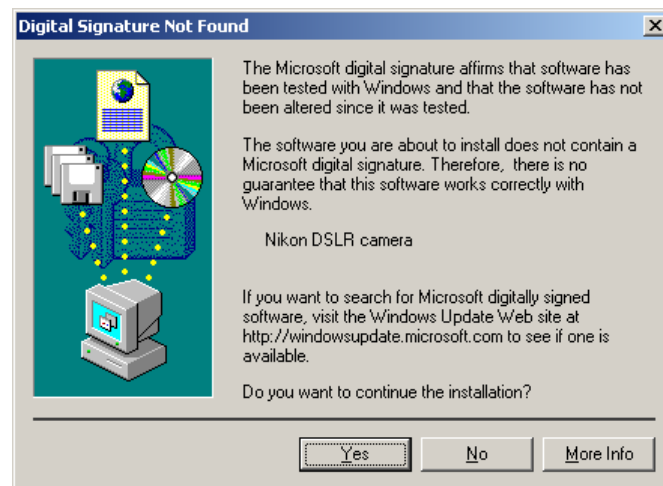 Digital Signature Not Found
The Microsoft digital signature affirms that software has
been tested with Windows and that the software has not
been altered since it was tested.
The software you are about to install does not contain a
Microsoft digital signature. Therefore,  there is no
guarantee that this software works correctly with
Windows.
Nikon DSLR camera
If you want to search for Microsoft digitally signed
software, visit the Windows Update Web site at
http://windowsupdate.microsoft.com to see if one is
available.
Do you want to continue the installation?
Yes
No
More Info